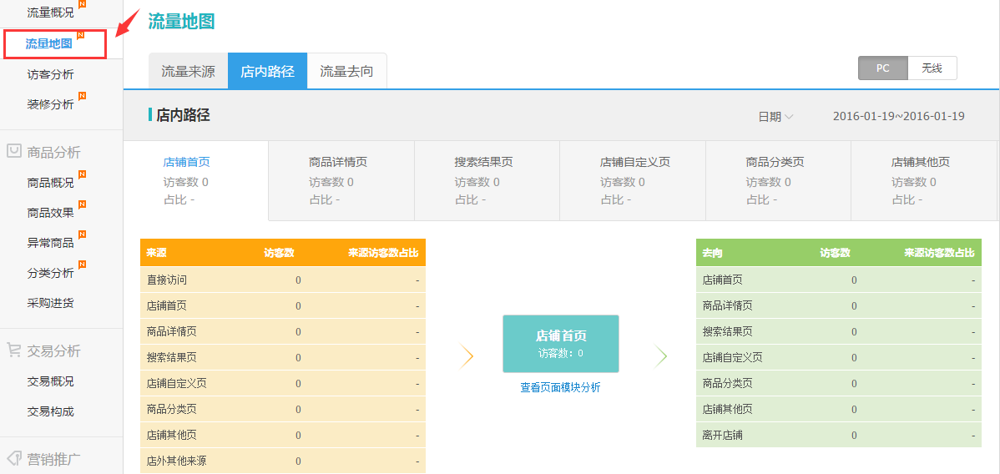 流量概况 N
流量地图 N
访客分析
装修分析 N
商品分析
商品概况 N
商品效果 N
异常商品 N
分类分析 N
采购进货
交易分析
交易概况
交易构成
营销推广
流量地图
流量来源 店内路径 流量去向 PC 无线
店内路径 日期 2016-01-19~2016-01-19
店铺首页 商品详情页 搜索结果页 店铺自定义页 商品分类页 店铺其他页
访客数 0 访客数 0 访客数 0 访客数 0 访客数 0 访客数 0
占比 - 占比 - 占比 - 占比 - 占比 - 占比 -
来源 访客数 来源访客数占比
直接访问 0 -
店铺首页 0 -
商品详情页 0 -
搜索结果页 0 -
店铺自定义页 0 -
商品分类页 0 -
店铺其他页 0 -
店外其他来源 0 -
店铺首页
访客数：0
查看页面模块分析
去向 访客数 来源访客数占比
店铺首页 0 -
商品详情页 0 -
搜索结果页 0 -
店铺自定义页 0 -
商品分类页 0 -
店铺其他页 0 -
离开店铺 0 -